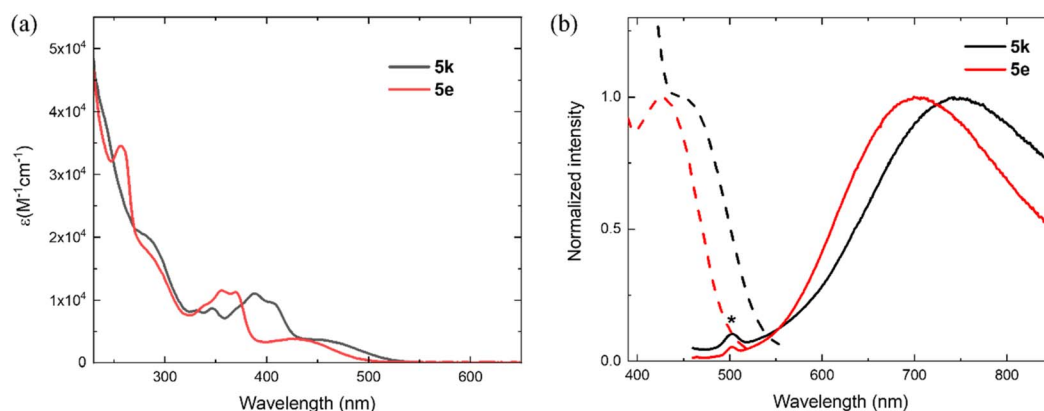 (a)
5x10⁴
4x10⁴
3x10⁴
2x10⁴
1x10⁴
0
ε(M⁻¹cm⁻¹)
5k
5e
300
400
500
600
Wavelength (nm)
(b)
1.0
0.5
0.0
Normalized intensity
5k
5e
*
400
500
600
700
800
Wavelength (nm)